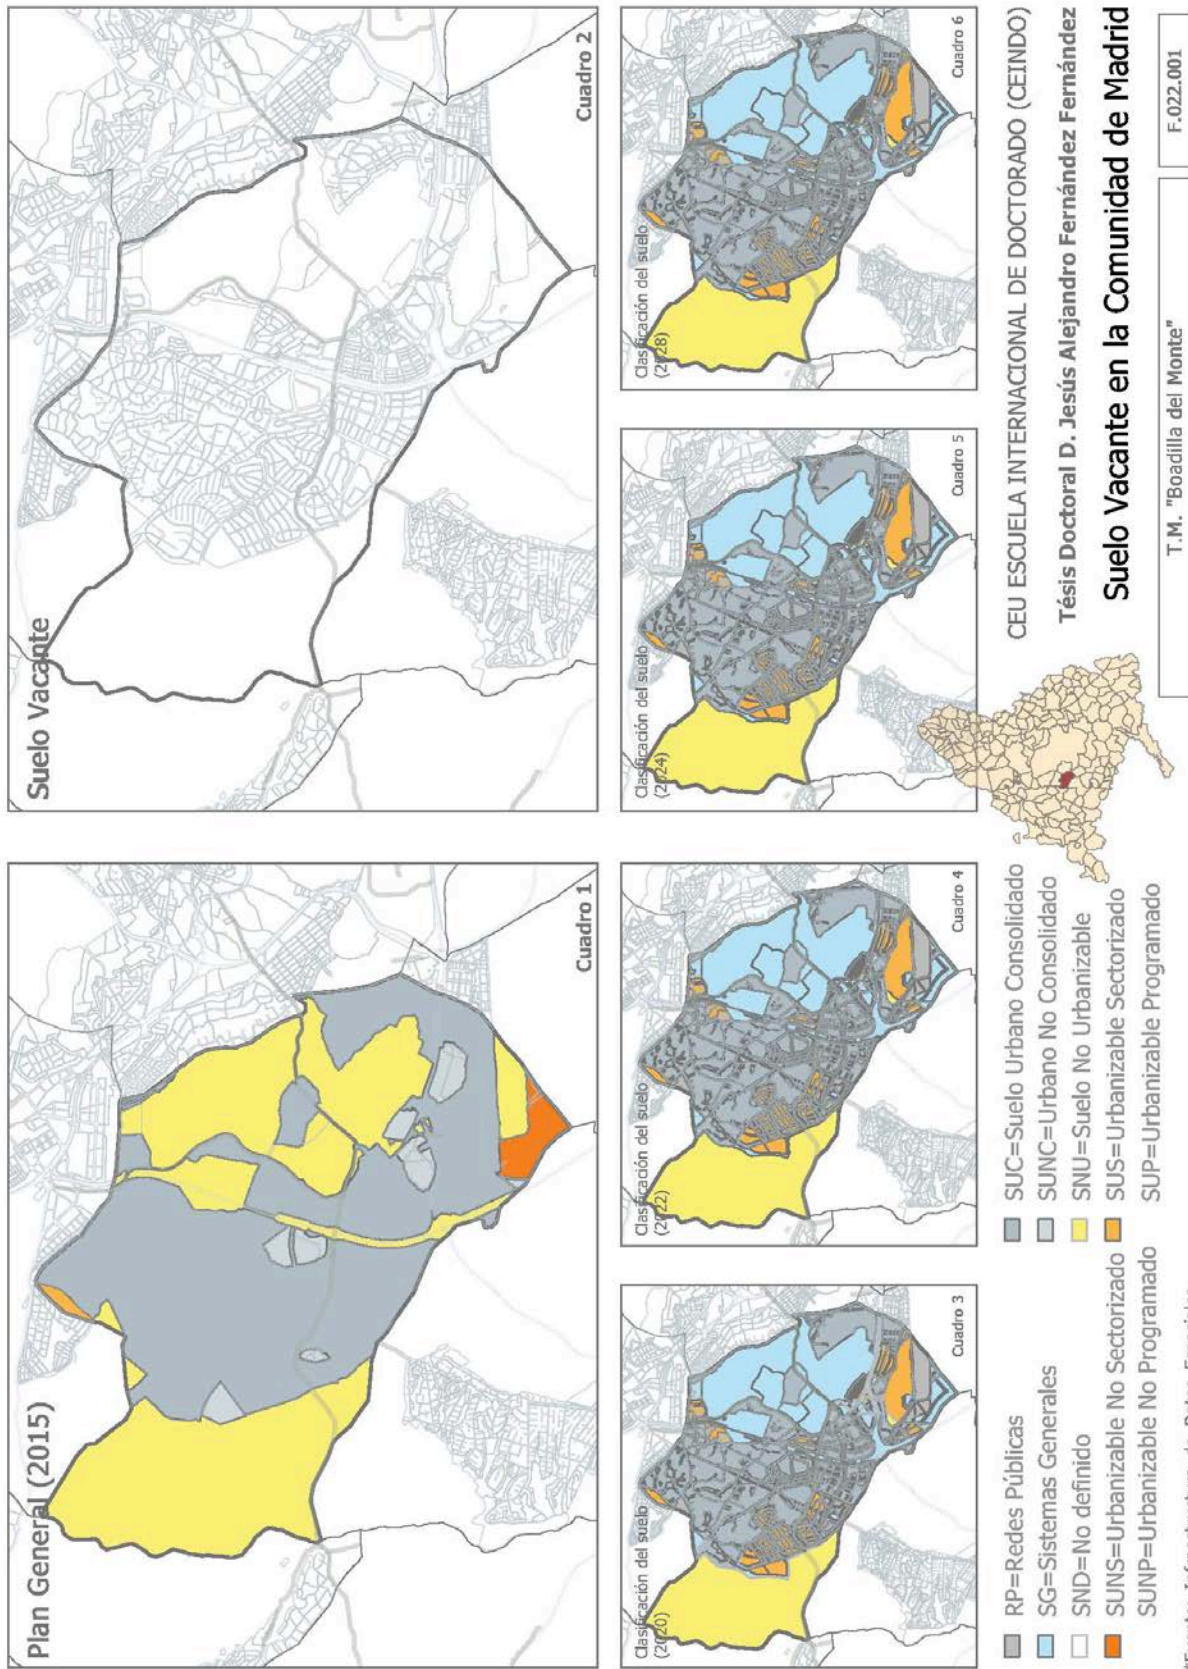 Plan General (2015)
Cuadro 1
Suelo Vacante
Cuadro 2
Clasificación del suelo
(2020)
Cuadro 3
Clasificación del suelo
(2022)
Cuadro 4
Clasificación del suelo
(2024)
Cuadro 5
Clasificación del suelo
(2028)
Cuadro 6
RP=Redes Públicas
SG=Sistemas Generales
SND=No definido
SUNS=Urbanizable No Sectorizado
SUNP=Urbanizable No Programado
SUC=Suelo Urbano Consolidado
SUNC=Urbano No Consolidado
SNU=Suelo No Urbanizable
SUS=Urbanizable Sectorizado
SUP=Urbanizable Programado
CEU ESCUELA INTERNACIONAL DE DOCTORADO (CEINDO)
Tésis Doctoral D. Jesús Alejandro Fernández Fernández
Suelo Vacante en la Comunidad de Madrid
T.M. "Boadilla del Monte"
F.022.001